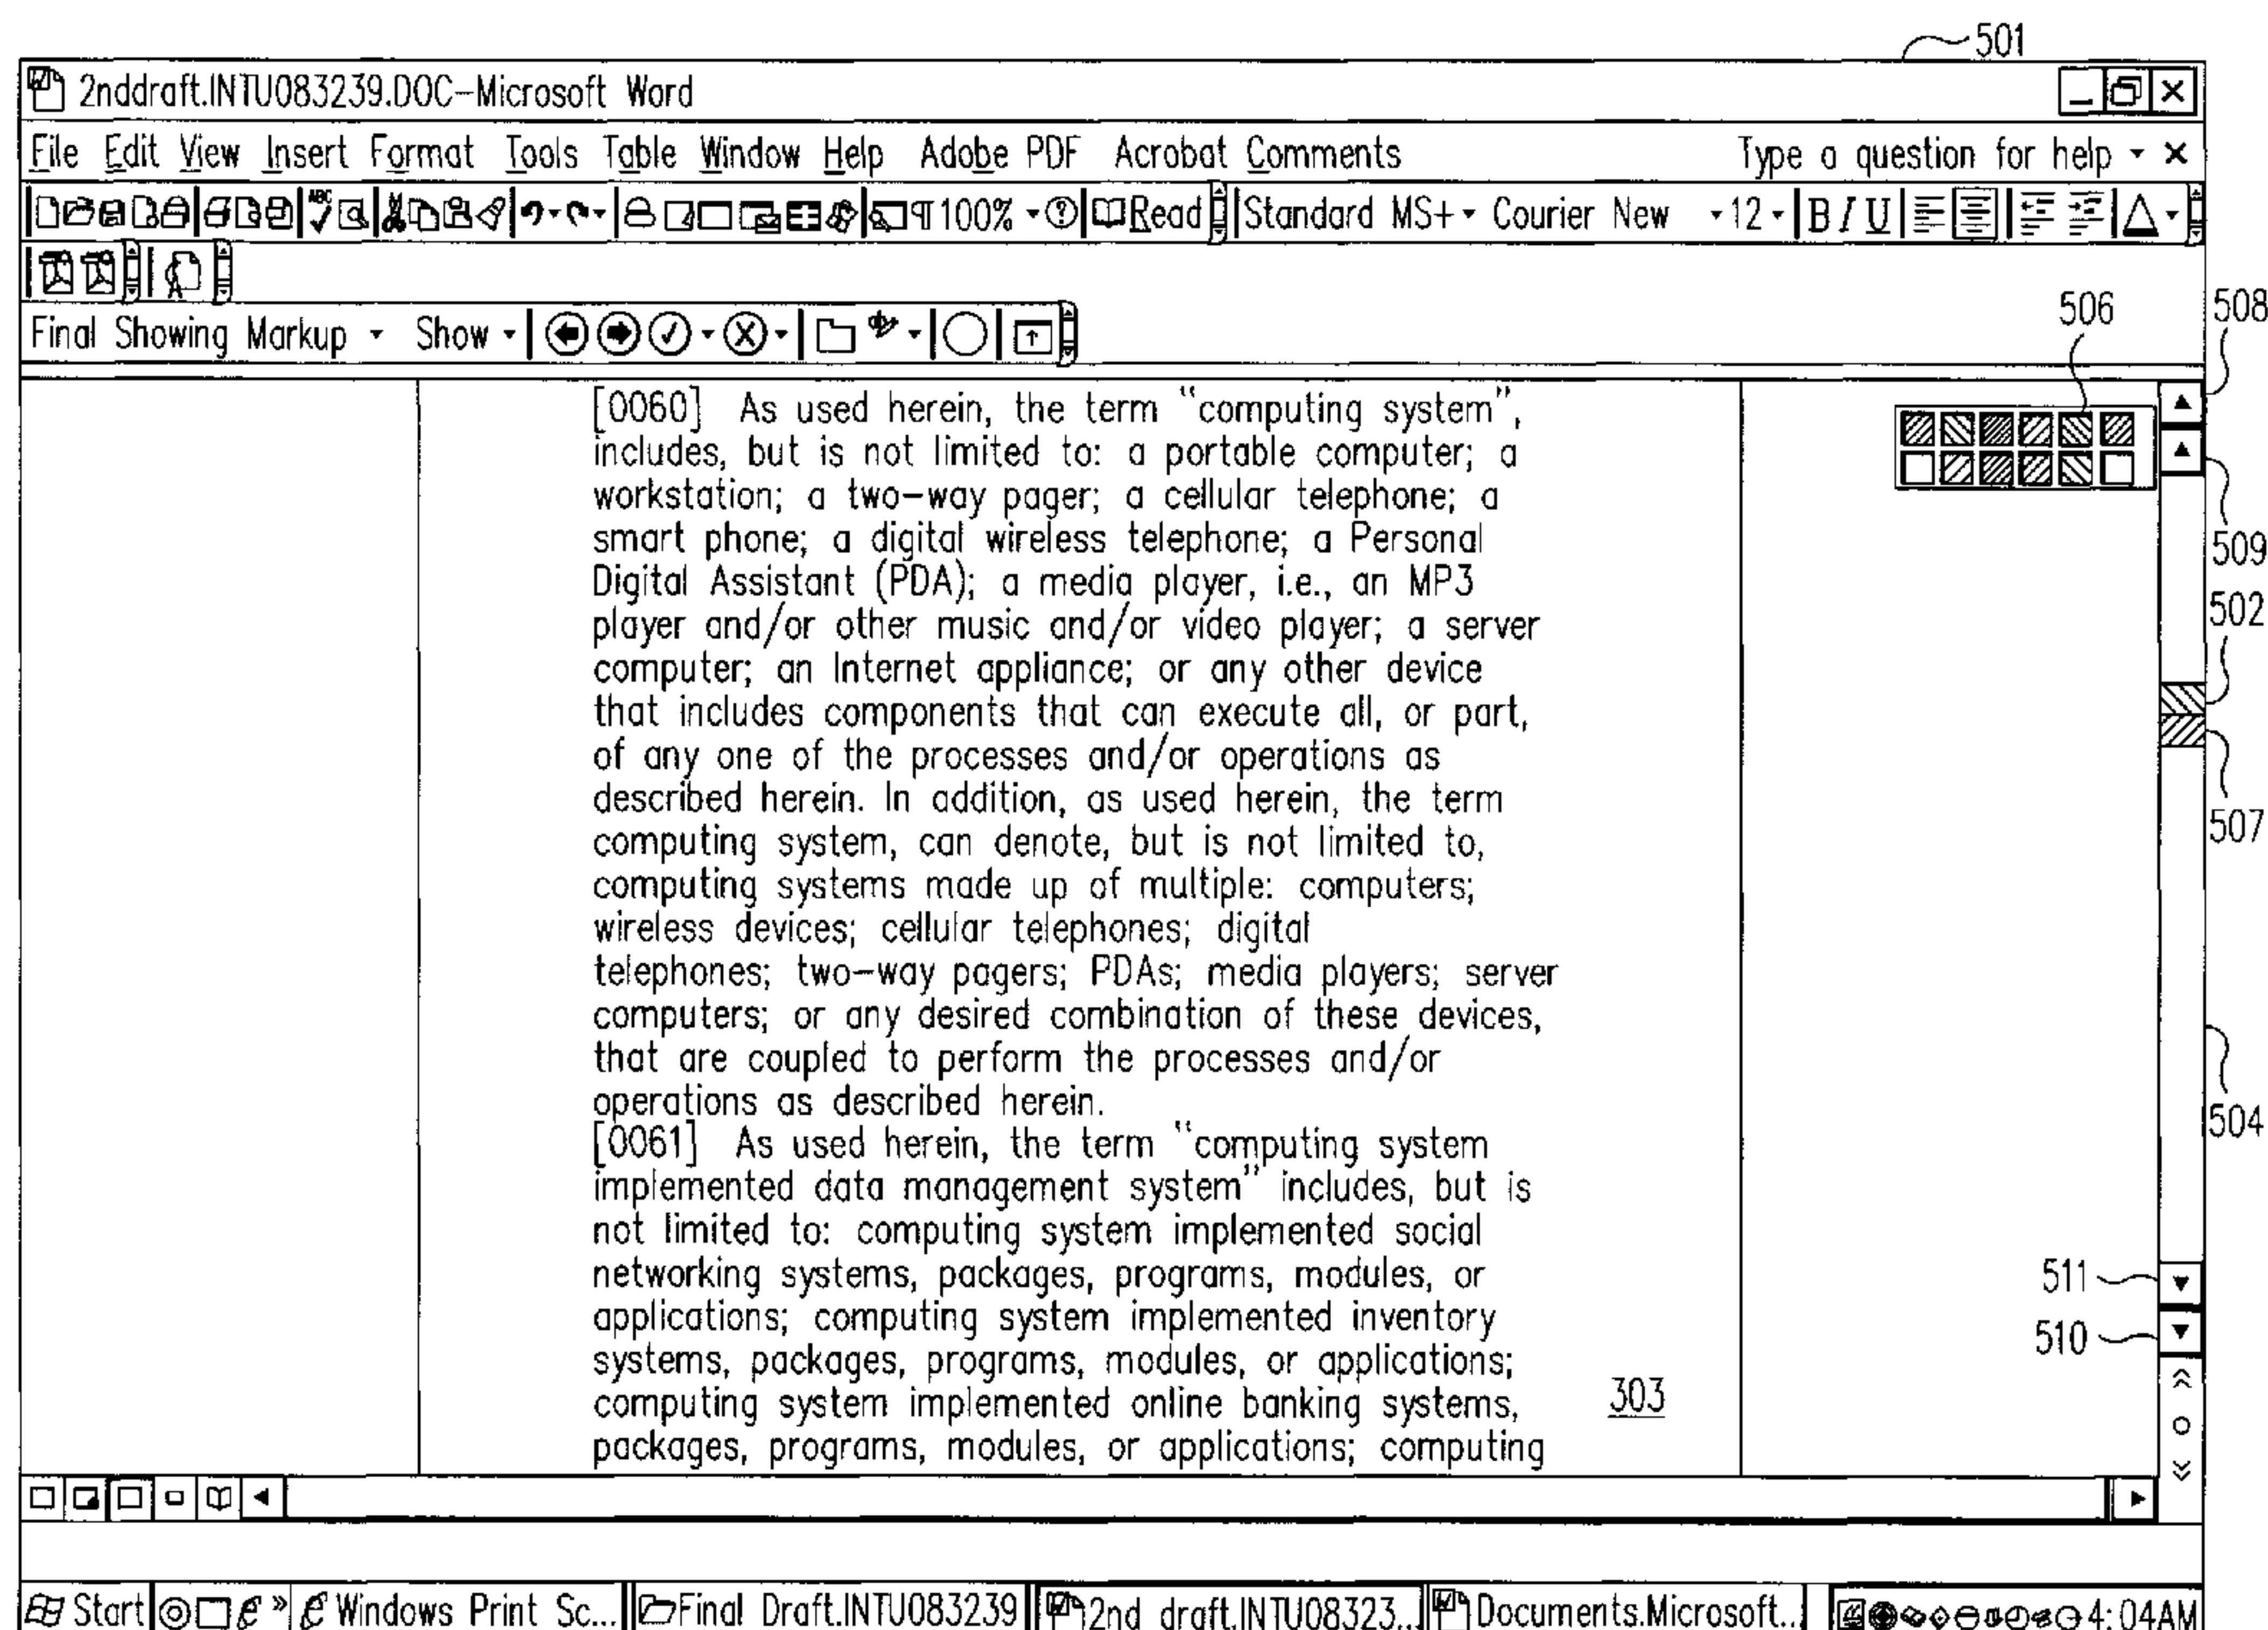 501
2nddraft.INTU083239.DOC–Microsoft Word
File Edit View Insert Format Tools Table Window Help Adobe PDF Acrobat Comments Type a question for help
ABC 100% Read Standard MS+ Courier New 12 B I U
Final Showing Markup Show
506
508
[0060] As used herein, the term “computing system”,
includes, but is not limited to: a portable computer; a
workstation; a two–way pager; a cellular telephone; a
smart phone; a digital wireless telephone; a Personal
Digital Assistant (PDA); a media player, i.e., an MP3
player and/or other music and/or video player; a server
computer; an Internet appliance; or any other device
that includes components that can execute all, or part,
of any one of the processes and/or operations as
described herein. In addition, as used herein, the term
computing system, can denote, but is not limited to,
computing systems made up of multiple: computers;
wireless devices; cellular telephones; digital
telephones; two–way pagers; PDAs; media players; server
computers; or any desired combination of these devices,
that are coupled to perform the processes and/or
operations as described herein.
[0061] As used herein, the term “computing system
implemented data management system” includes, but is
not limited to: computing system implemented social
networking systems, packages, programs, modules, or
applications; computing system implemented inventory
systems, packages, programs, modules, or applications;
computing system implemented online banking systems,
packages, programs, modules, or applications; computing
303
509
502
507
504
511
510
Start Windows Print Sc... Final Draft.INTU083239 2nd draft.INTU08323.. Documents.Microsoft.. 4:04AM